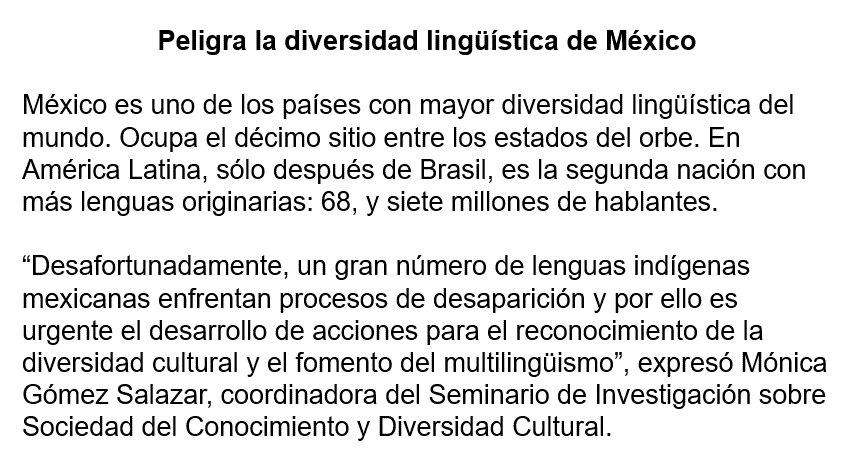 Peligra la diversidad lingüística de México
México es uno de los países con mayor diversidad lingüística del
mundo. Ocupa el décimo sitio entre los estados del orbe. En
América Latina, sólo después de Brasil, es la segunda nación con
más lenguas originarias: 68, y siete millones de hablantes.
“Desafortunadamente, un gran número de lenguas indígenas
mexicanas enfrentan procesos de desaparición y por ello es
urgente el desarrollo de acciones para el reconocimiento de la
diversidad cultural y el fomento del multilingüismo”, expresó Mónica
Gómez Salazar, coordinadora del Seminario de Investigación sobre
Sociedad del Conocimiento y Diversidad Cultural.